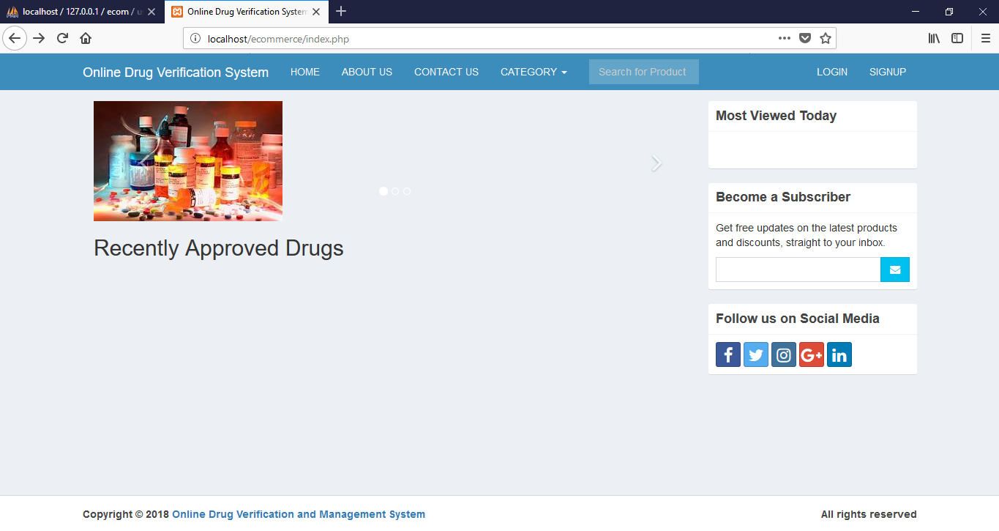 localhost / 127.0.0.1 / ecom / u
Online Drug Verification System
localhost/ecommerce/index.php
Online Drug Verification System HOME ABOUT US CONTACT US CATEGORY Search for Product LOGIN SIGNUP
Most Viewed Today
Become a Subscriber
Get free updates on the latest products
and discounts, straight to your inbox.
Follow us on Social Media
Recently Approved Drugs
Copyright © 2018 Online Drug Verification and Management System
All rights reserved